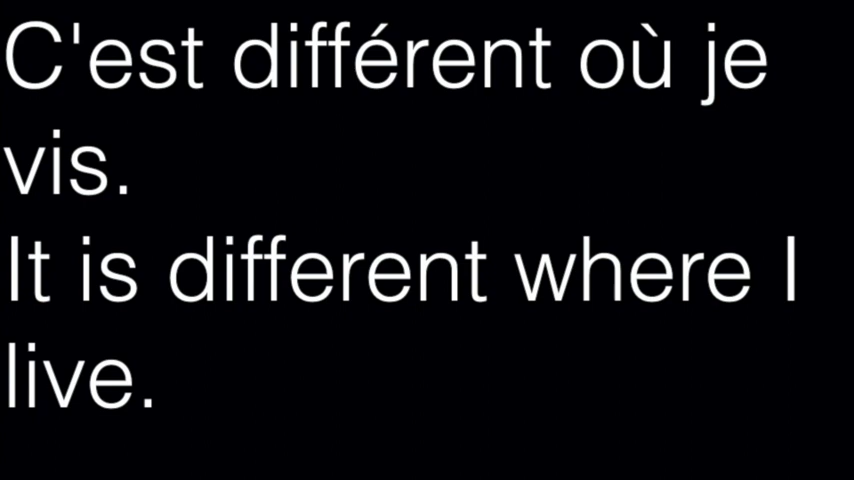 C'est différent où je
vis.
It is different where I
live.